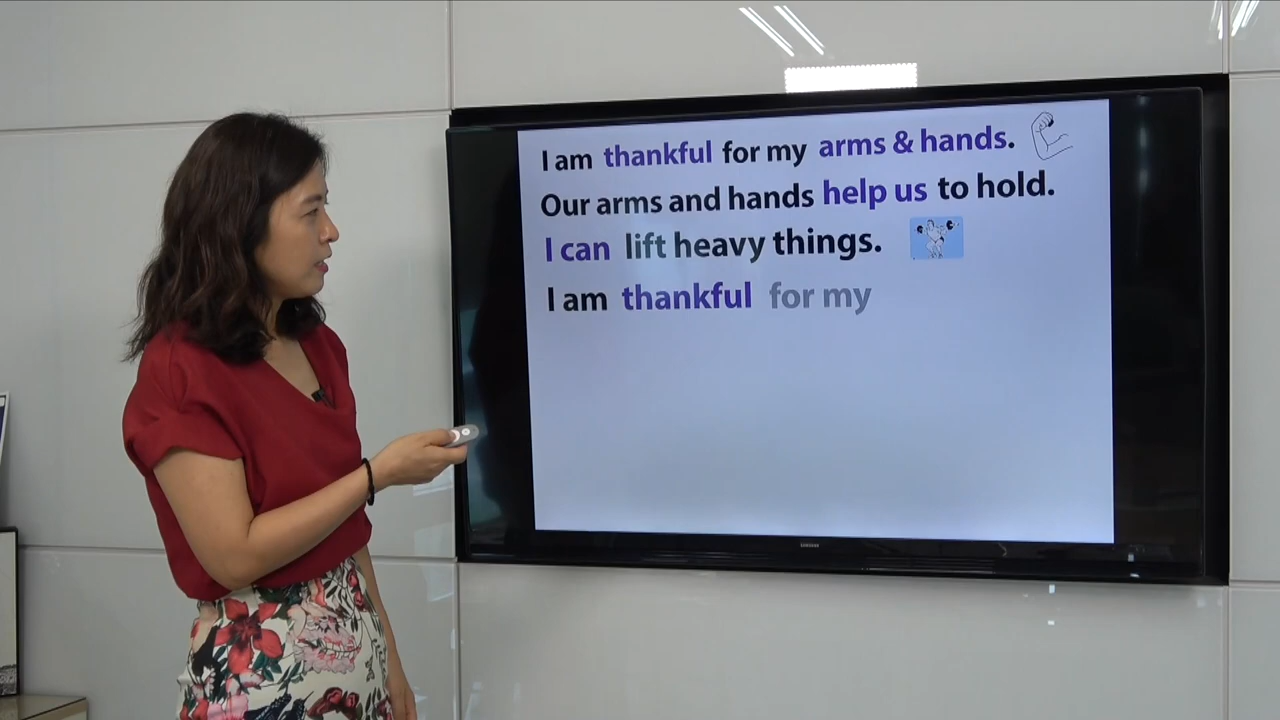 I am thankful for my arms & hands.
Our arms and hands help us to hold.
I can lift heavy things.
I am thankful for my
SAMSUNG